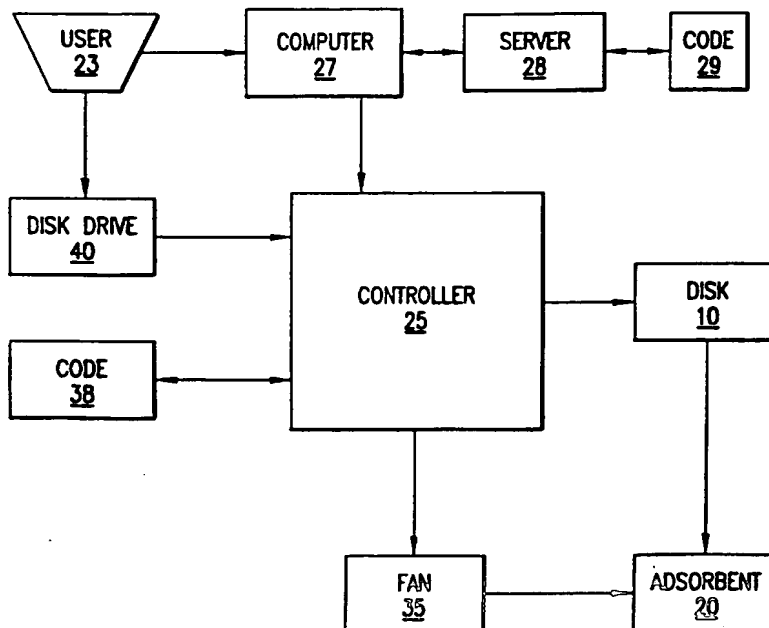 USER
23
COMPUTER
27
SERVER
28
CODE
29
DISK DRIVE
40
CONTROLLER
25
DISK
10
CODE
38
FAN
35
ADSORBENT
20